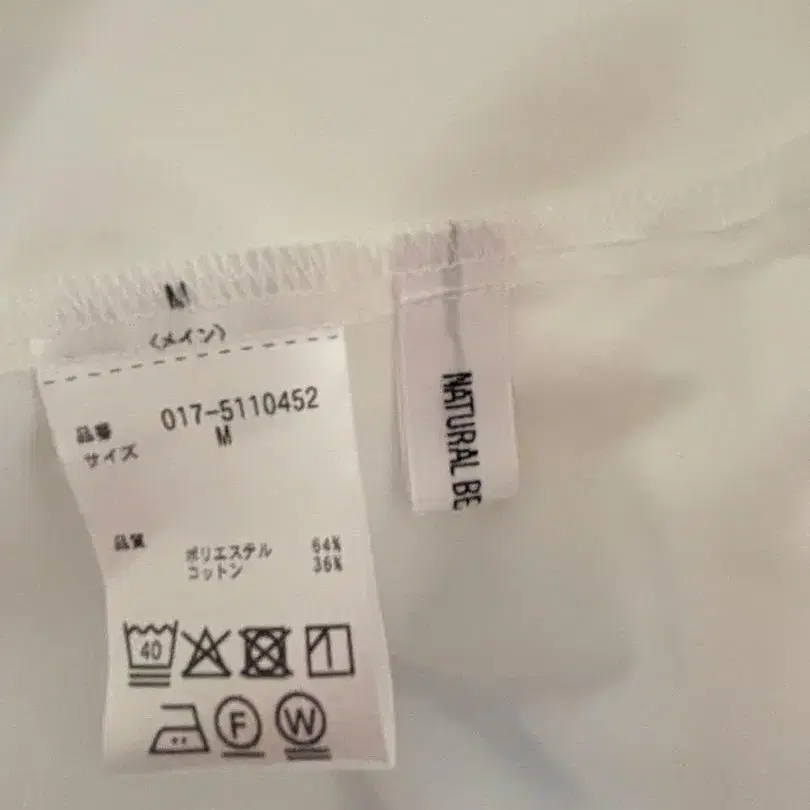 M
〈メイン〉
品番 017-5110452
サイズ M
品質 ポリエステル 64%
コットン 36%
40
F W
NATURAL BE